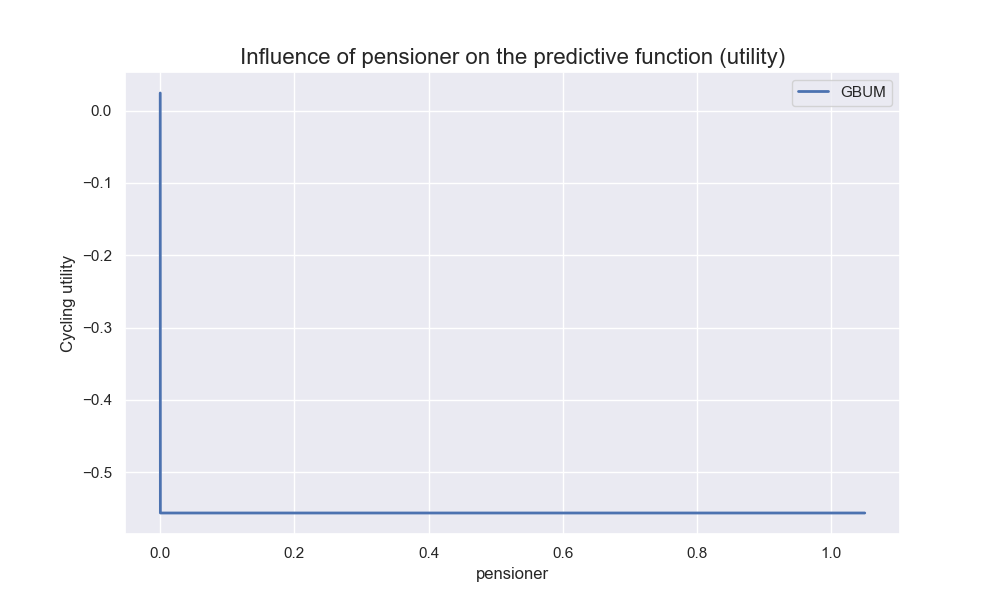 Influence of pensioner on the predictive function (utility)
GBUM
0.0
−0.1
−0.2
−0.3
−0.4
−0.5
Cycling utility
0.0 0.2 0.4 0.6 0.8 1.0
pensioner